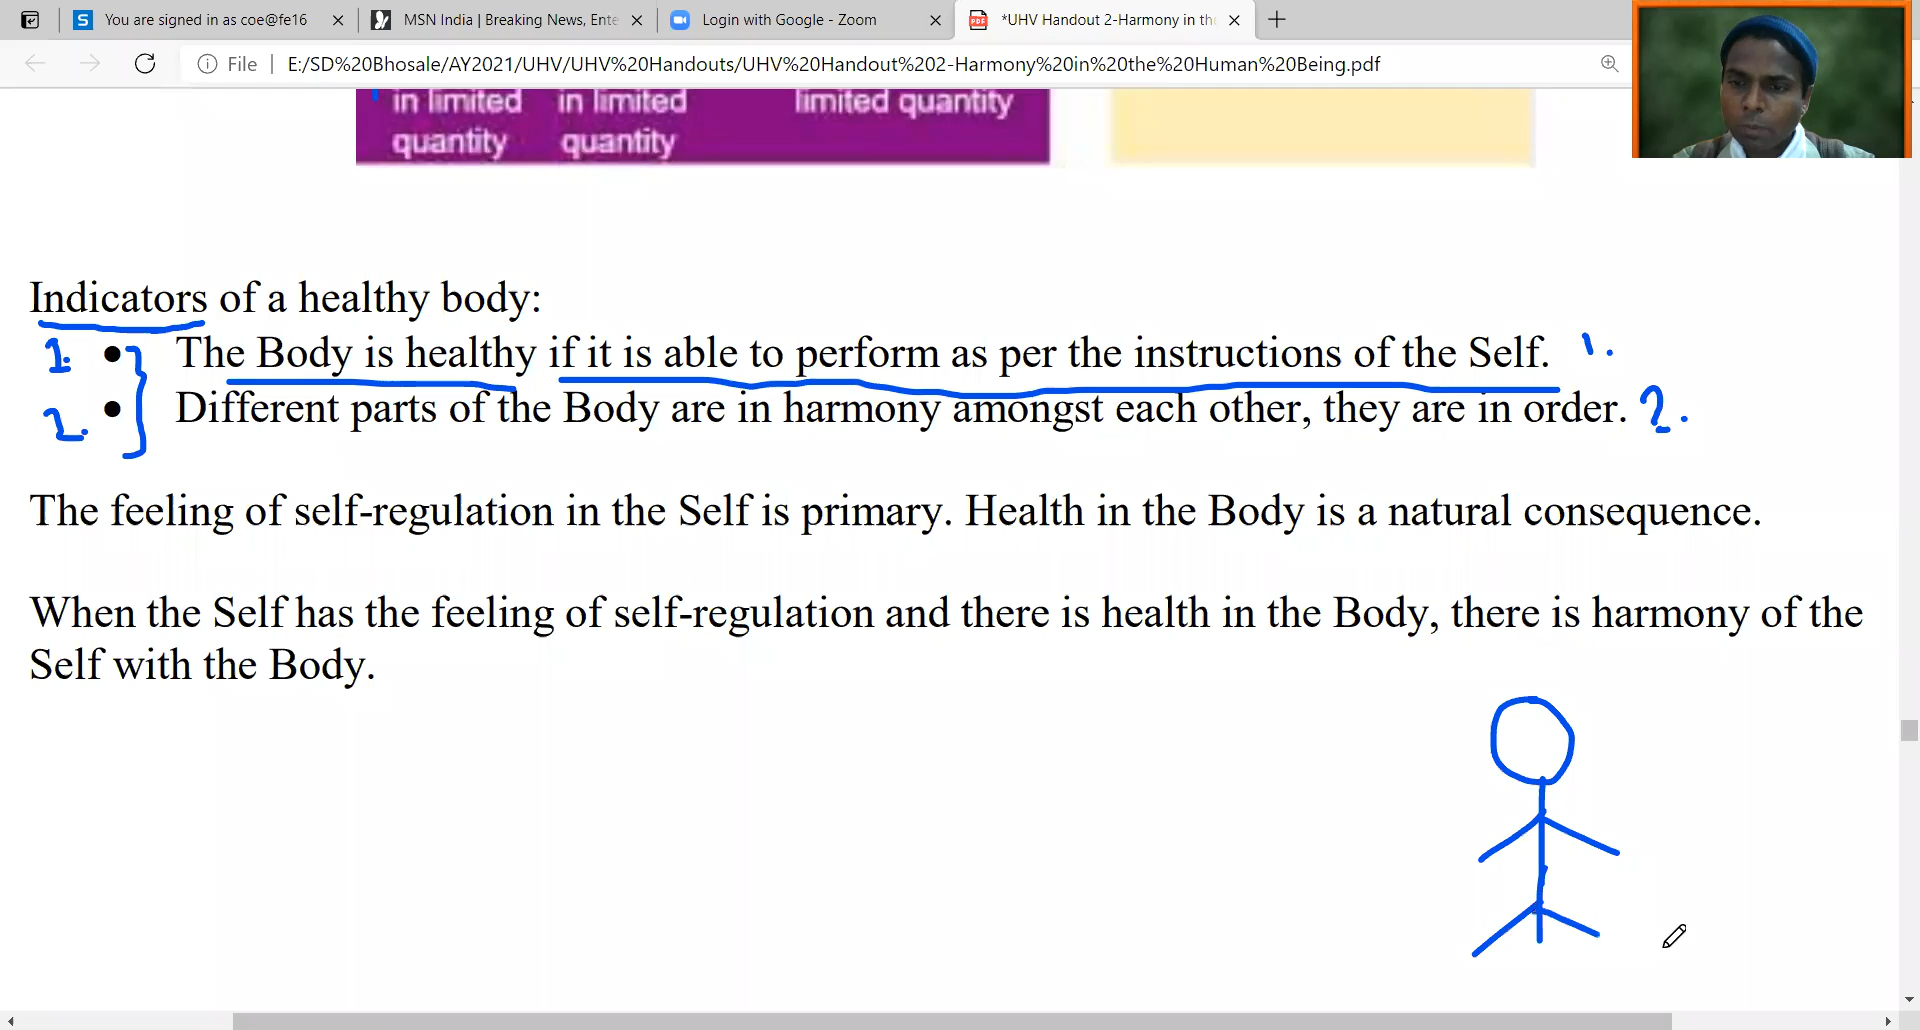 You are signed in as coe@fe16
MSN India | Breaking News, Ente
Login with Google - Zoom
*UHV Handout 2-Harmony in th
File | E:/SD%20Bhosale/AY2021/UHV/UHV%20Handouts/UHV%20Handout%202-Harmony%20in%20the%20Human%20Being.pdf
in limited in limited limited quantity
quantity quantity
Indicators of a healthy body:
1. • The Body is healthy if it is able to perform as per the instructions of the Self. 1.
2. • Different parts of the Body are in harmony amongst each other, they are in order. 2.
The feeling of self-regulation in the Self is primary. Health in the Body is a natural consequence.
When the Self has the feeling of self-regulation and there is health in the Body, there is harmony of the
Self with the Body.